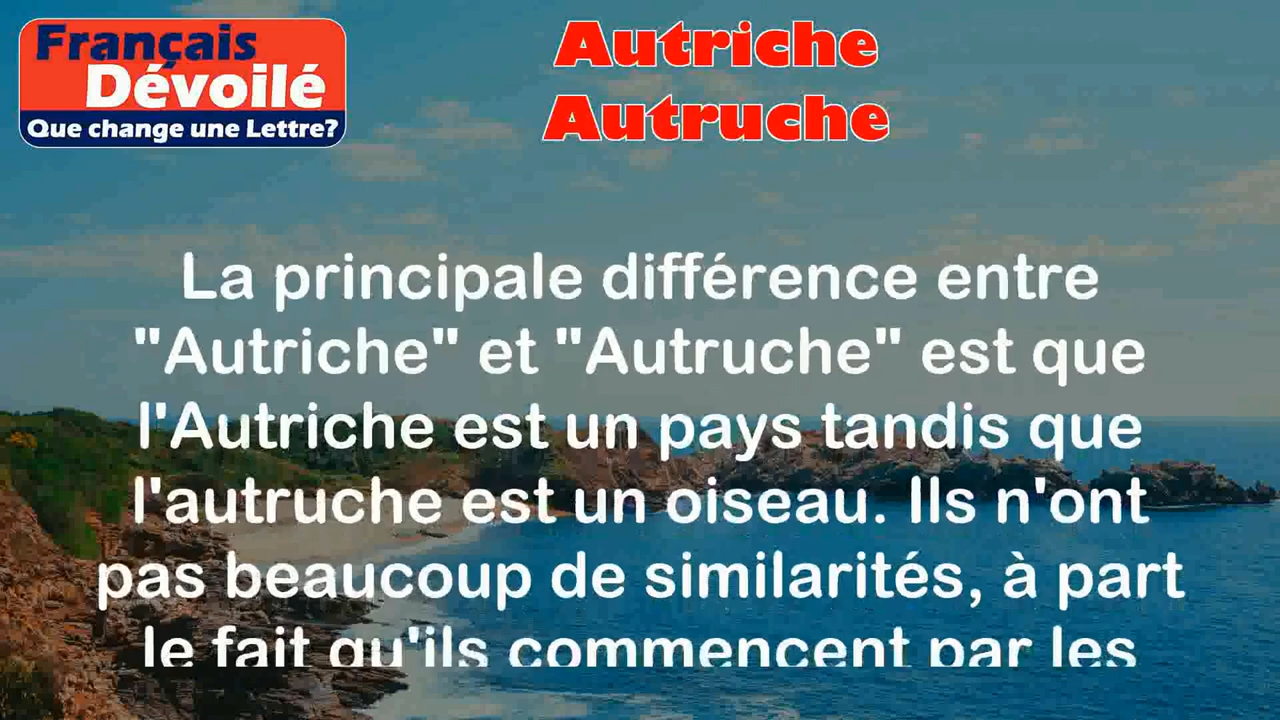 Français
Dévoilé
Que change une Lettre?
Autriche
Autruche
La principale différence entre
"Autriche" et "Autruche" est que
l'Autriche est un pays tandis que
l'autruche est un oiseau. Ils n'ont
pas beaucoup de similarités, à part
le fait qu'ils commencent par les